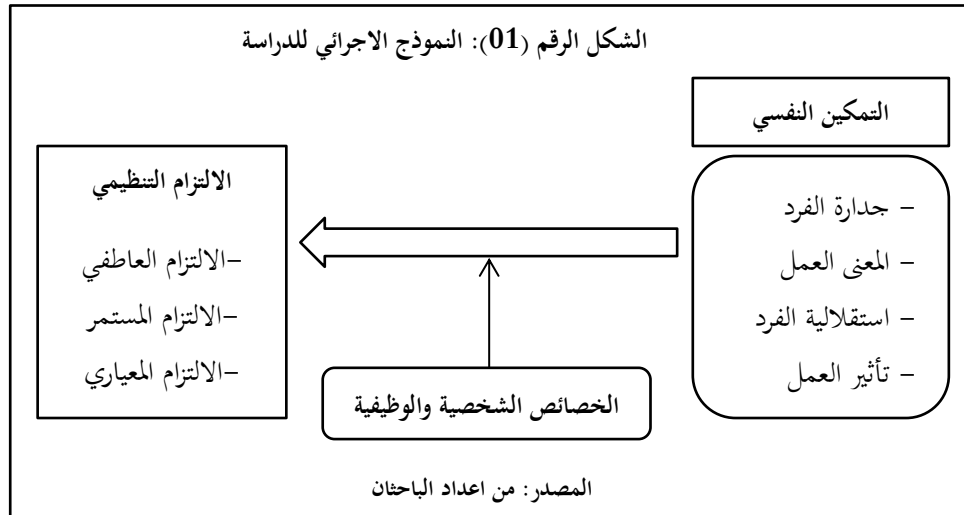 الشكل الرقم (01): النموذج الاجرائي للدراسة
التمكين النفسي
– جدارة الفرد
– المعنى العمل
– استقلالية الفرد
– تأثير العمل
الالتزام التنظيمي
–الالتزام العاطفي
–الالتزام المستمر
–الالتزام المعياري
الخصائص الشخصية والوظيفية
المصدر: من اعداد الباحثان